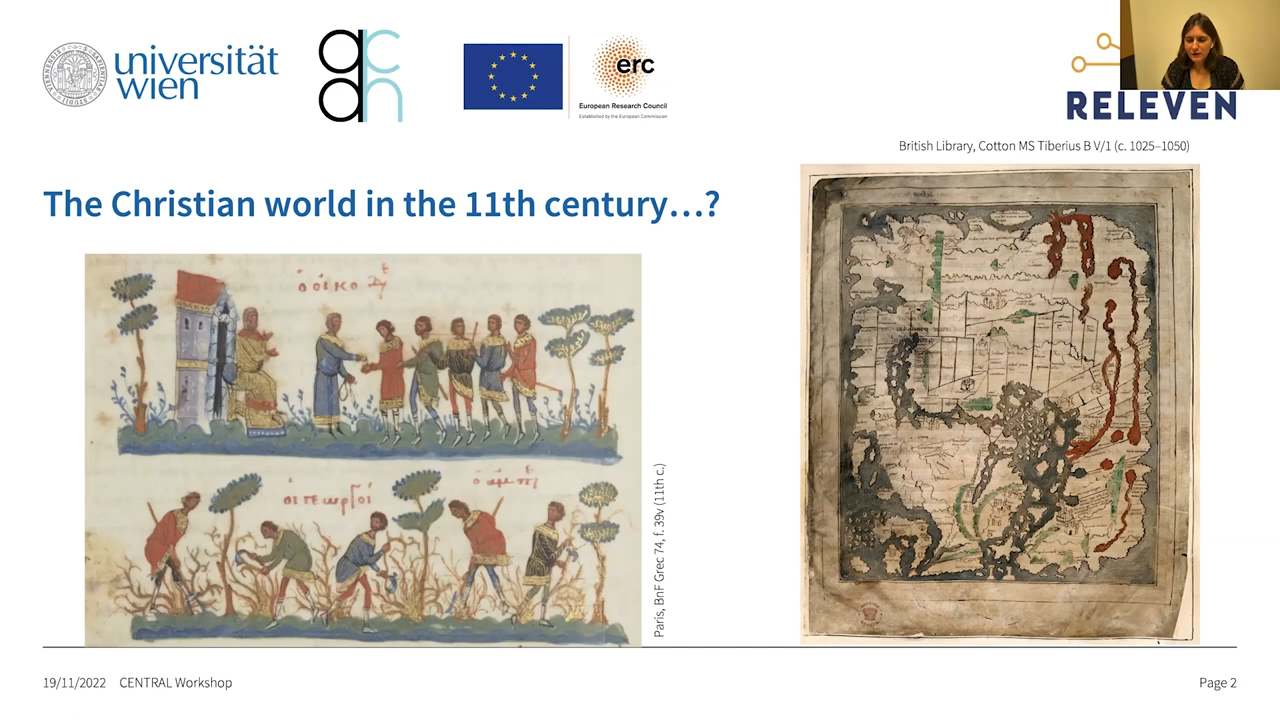 universität
wien
ac
dh
erc
European Research Council
Established by the European Commission
RELEVEN
British Library, Cotton MS Tiberius B V/1 (c. 1025–1050)
The Christian world in the 11th century…?
οἱ γεωργοί
Paris, BnF Grec 74, f. 39v (11th c.)
19/11/2022 CENTRAL Workshop
Page 2